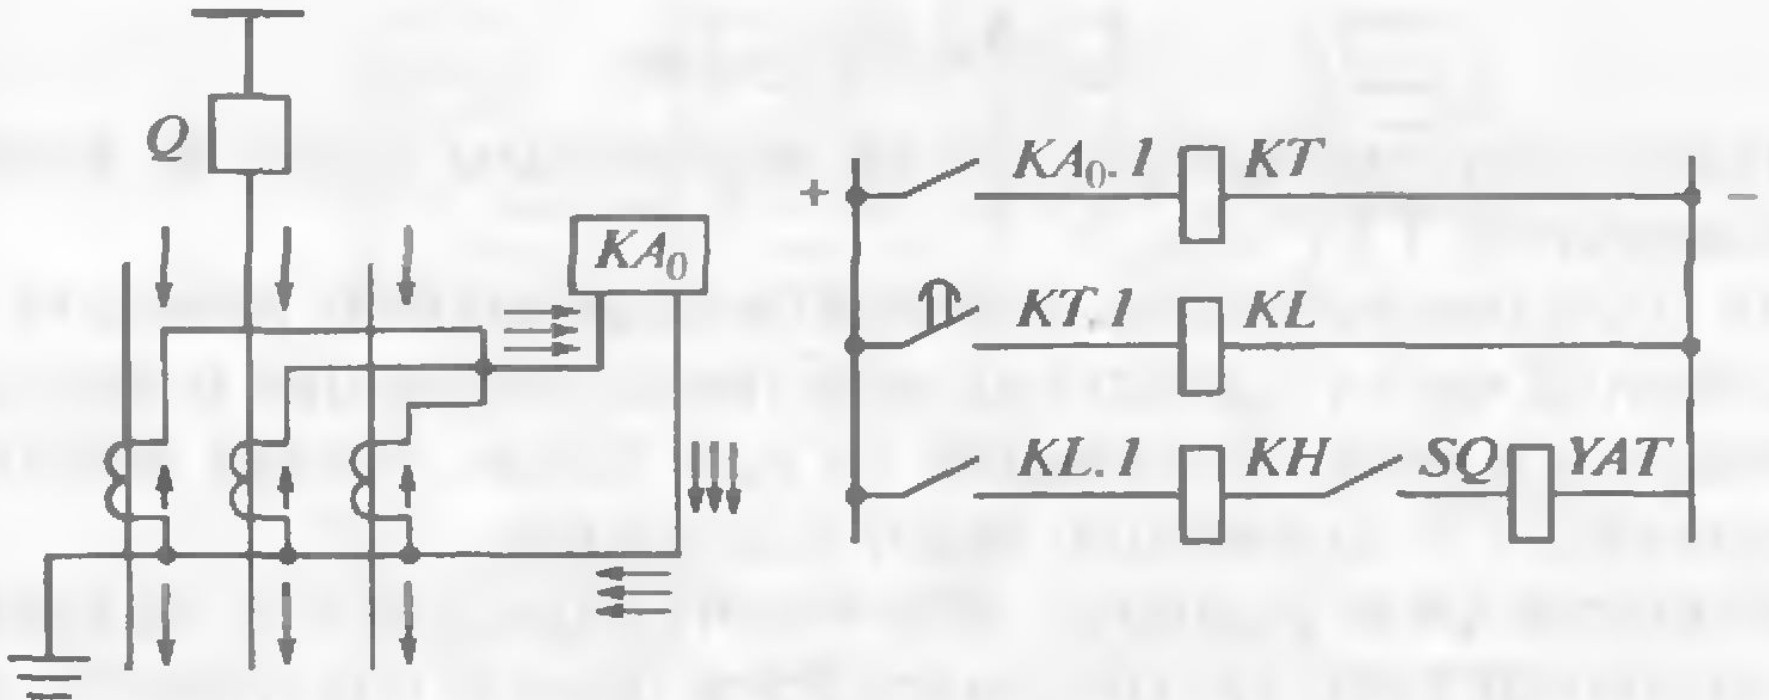 Q
KA₀
+ KA₀.1 KT −
KT.1 KL
KL.1 KH SQ YAT